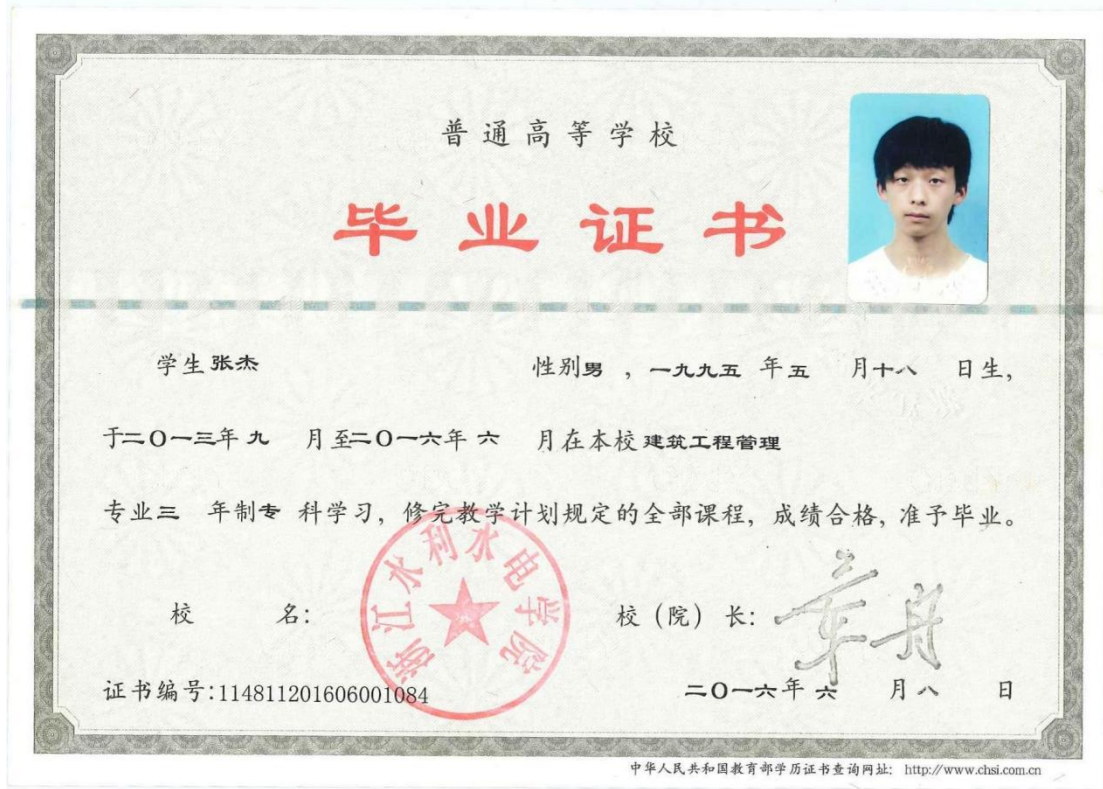 普通高等学校
毕业证书
学生 张杰 性别 男 , 一九九五 年 五 月 十八 日生,
于二〇一三年 九 月至二〇一六年 六 月在本校 建筑工程管理
专业 三 年制 专 科学习, 修完教学计划规定的全部课程, 成绩合格, 准予毕业。
浙江水利水电学院
校 名: 校 (院) 长:
证书编号:114811201606001084 二〇一六年 六 月 八 日
中华人民共和国教育部学历证书查询网址: http://www.chsi.com.cn